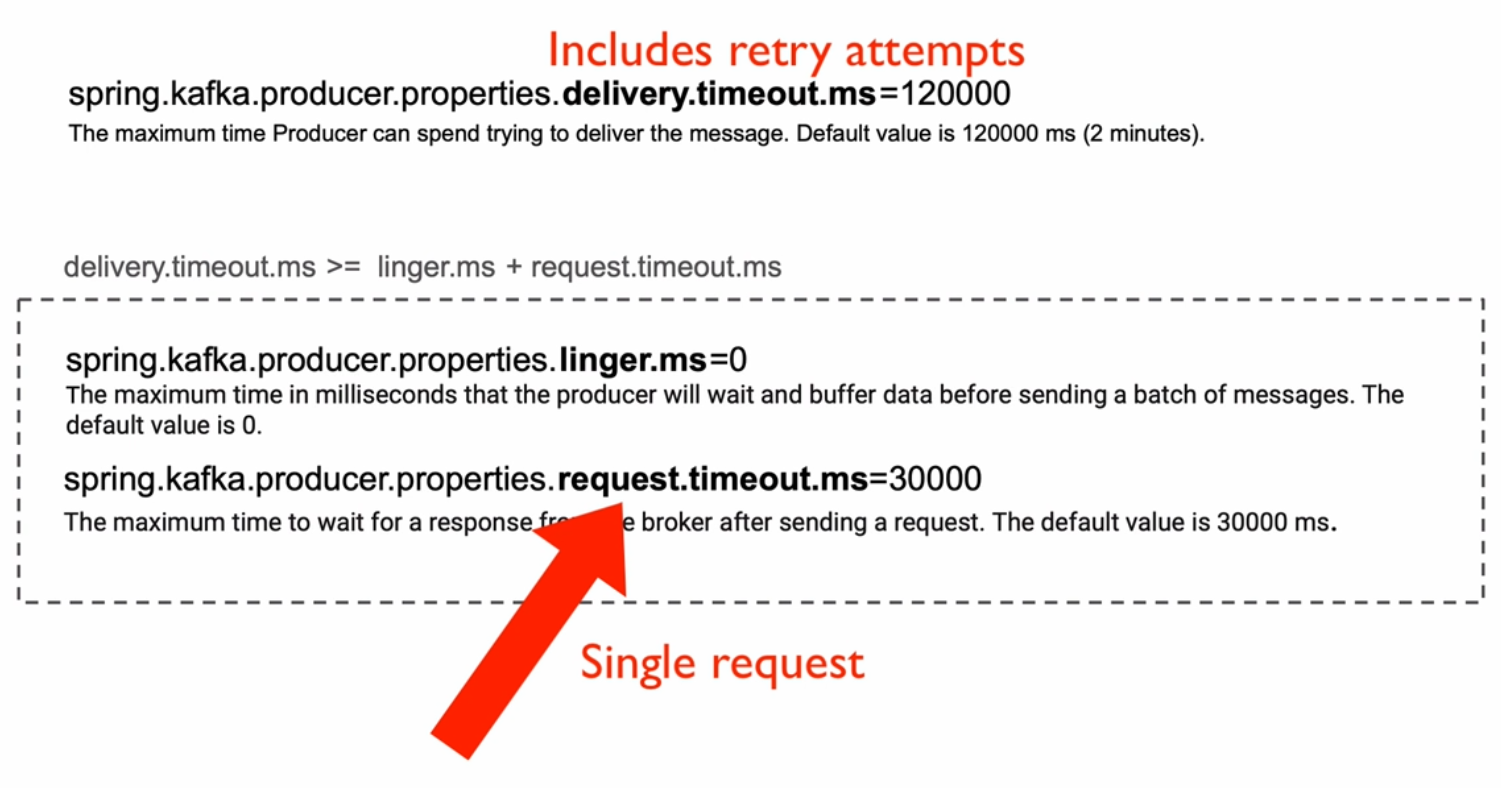 Includes retry attempts
spring.kafka.producer.properties.delivery.timeout.ms=120000
The maximum time Producer can spend trying to deliver the message. Default value is 120000 ms (2 minutes).
delivery.timeout.ms >= linger.ms + request.timeout.ms
spring.kafka.producer.properties.linger.ms=0
The maximum time in milliseconds that the producer will wait and buffer data before sending a batch of messages. The
default value is 0.
spring.kafka.producer.properties.request.timeout.ms=30000
The maximum time to wait for a response broker after sending a request. The default value is 30000 ms.
Single request